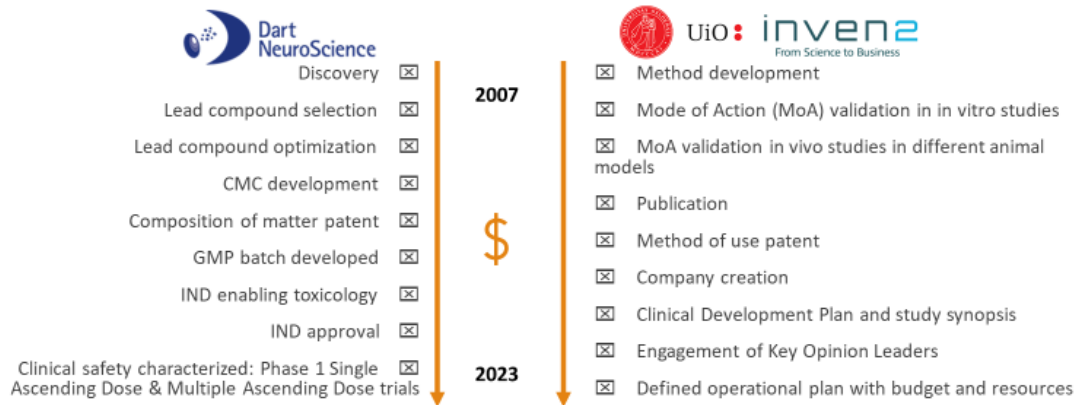 Dart
NeuroScience
Discovery ☒
Lead compound selection ☒
Lead compound optimization ☒
CMC development ☒
Composition of matter patent ☒
GMP batch developed ☒
IND enabling toxicology ☒
IND approval ☒
Clinical safety characterized: Phase 1 Single ☒
Ascending Dose & Multiple Ascending Dose trials
2007
$
2023
UiO:
inven2
From Science to Business
☒ Method development
☒ Mode of Action (MoA) validation in in vitro studies
☒ MoA validation in vivo studies in different animal
models
☒ Publication
☒ Method of use patent
☒ Company creation
☒ Clinical Development Plan and study synopsis
☒ Engagement of Key Opinion Leaders
☒ Defined operational plan with budget and resources